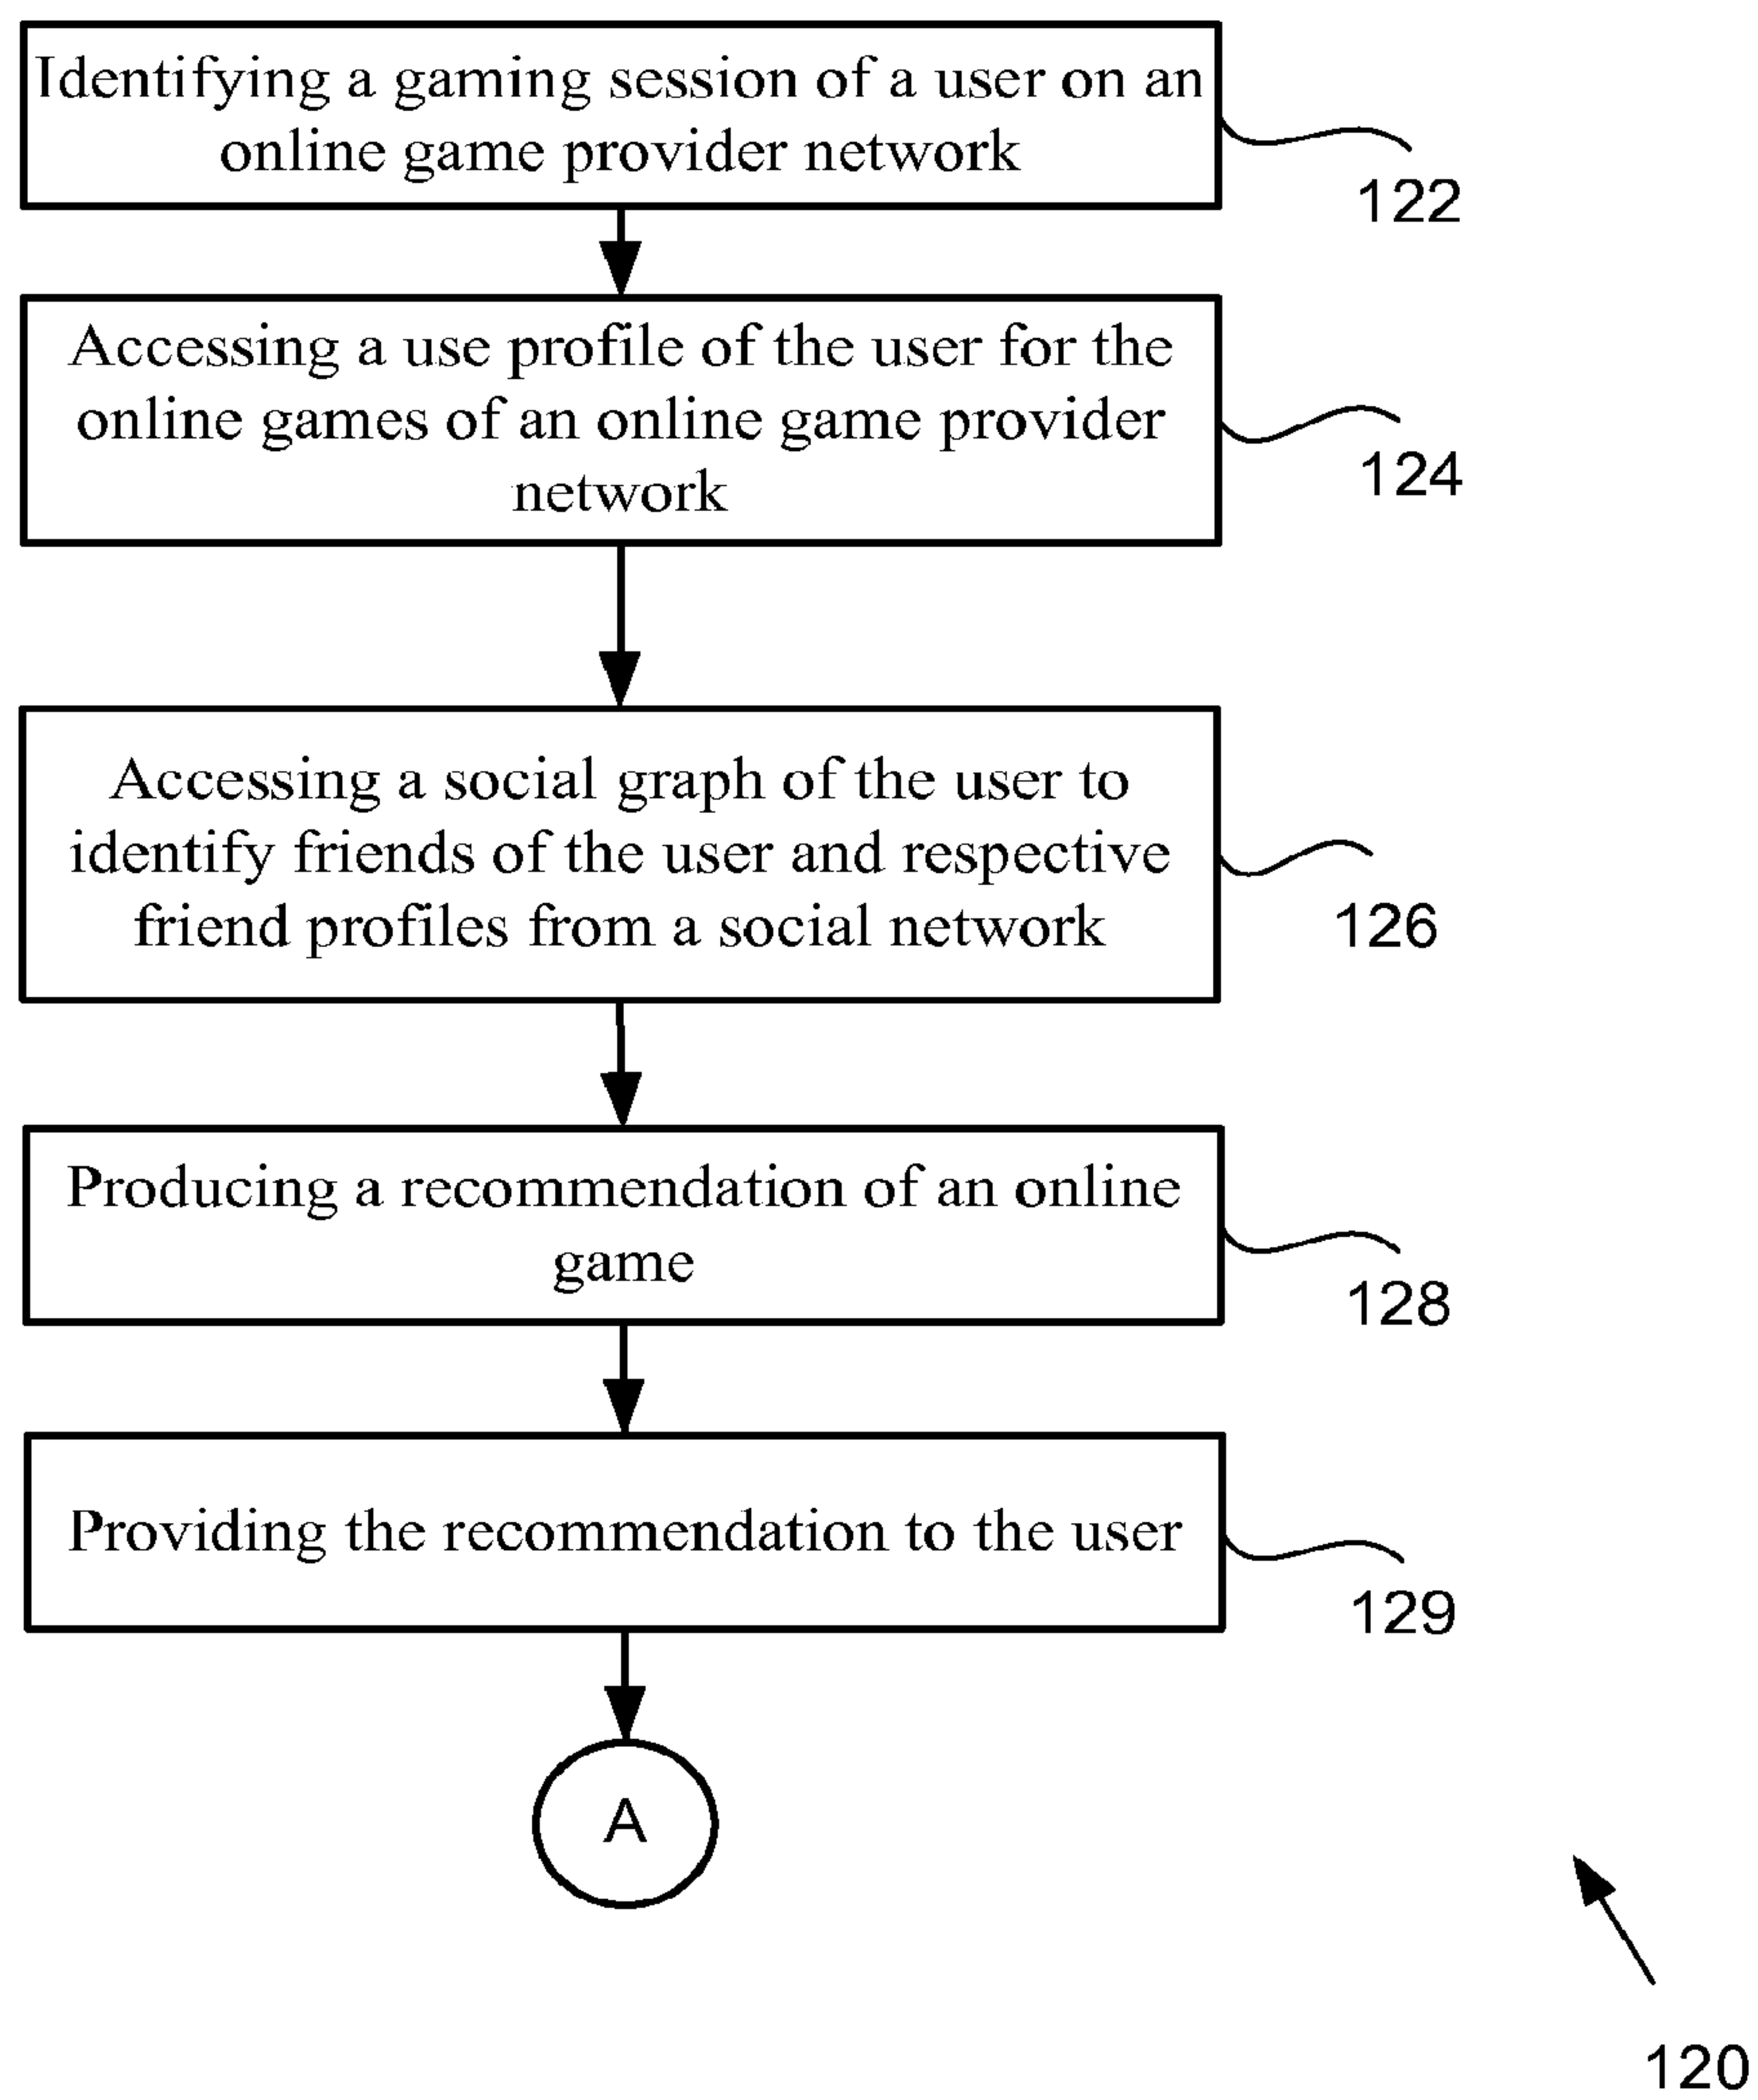 Identifying a gaming session of a user on an
online game provider network
122
Accessing a use profile of the user for the
online games of an online game provider
network
124
Accessing a social graph of the user to
identify friends of the user and respective
friend profiles from a social network
126
Producing a recommendation of an online
game
128
Providing the recommendation to the user
129
A
120